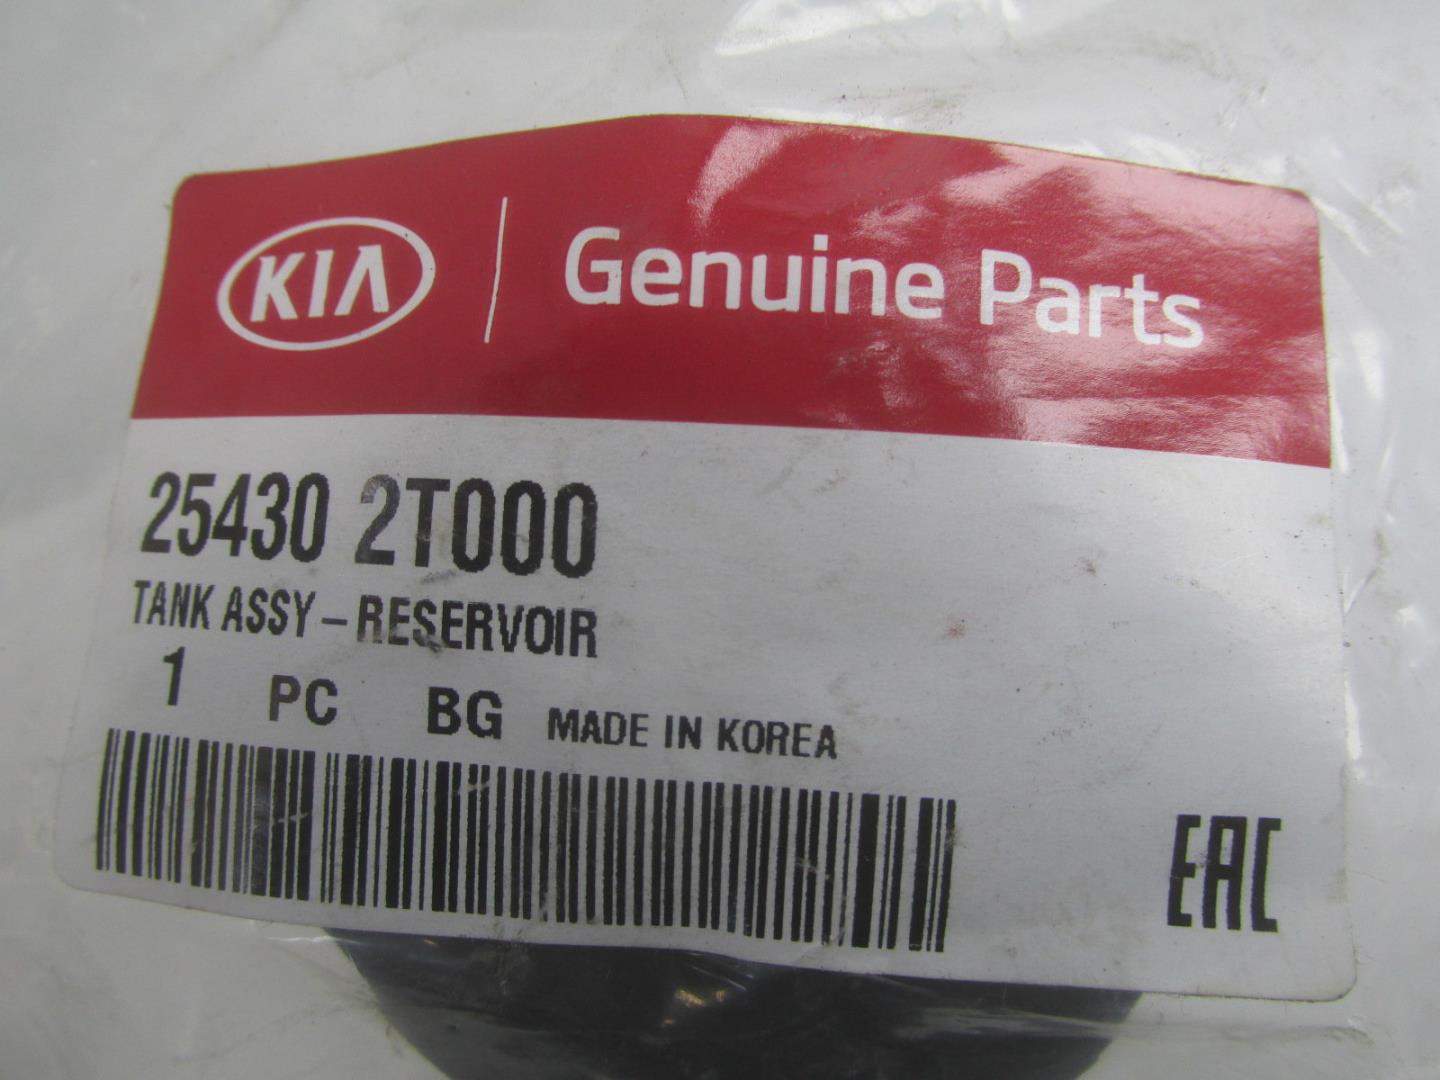 KIA Genuine Parts
25430 2T000
TANK ASSY-RESERVOIR
1 PC BG MADE IN KOREA
EAC